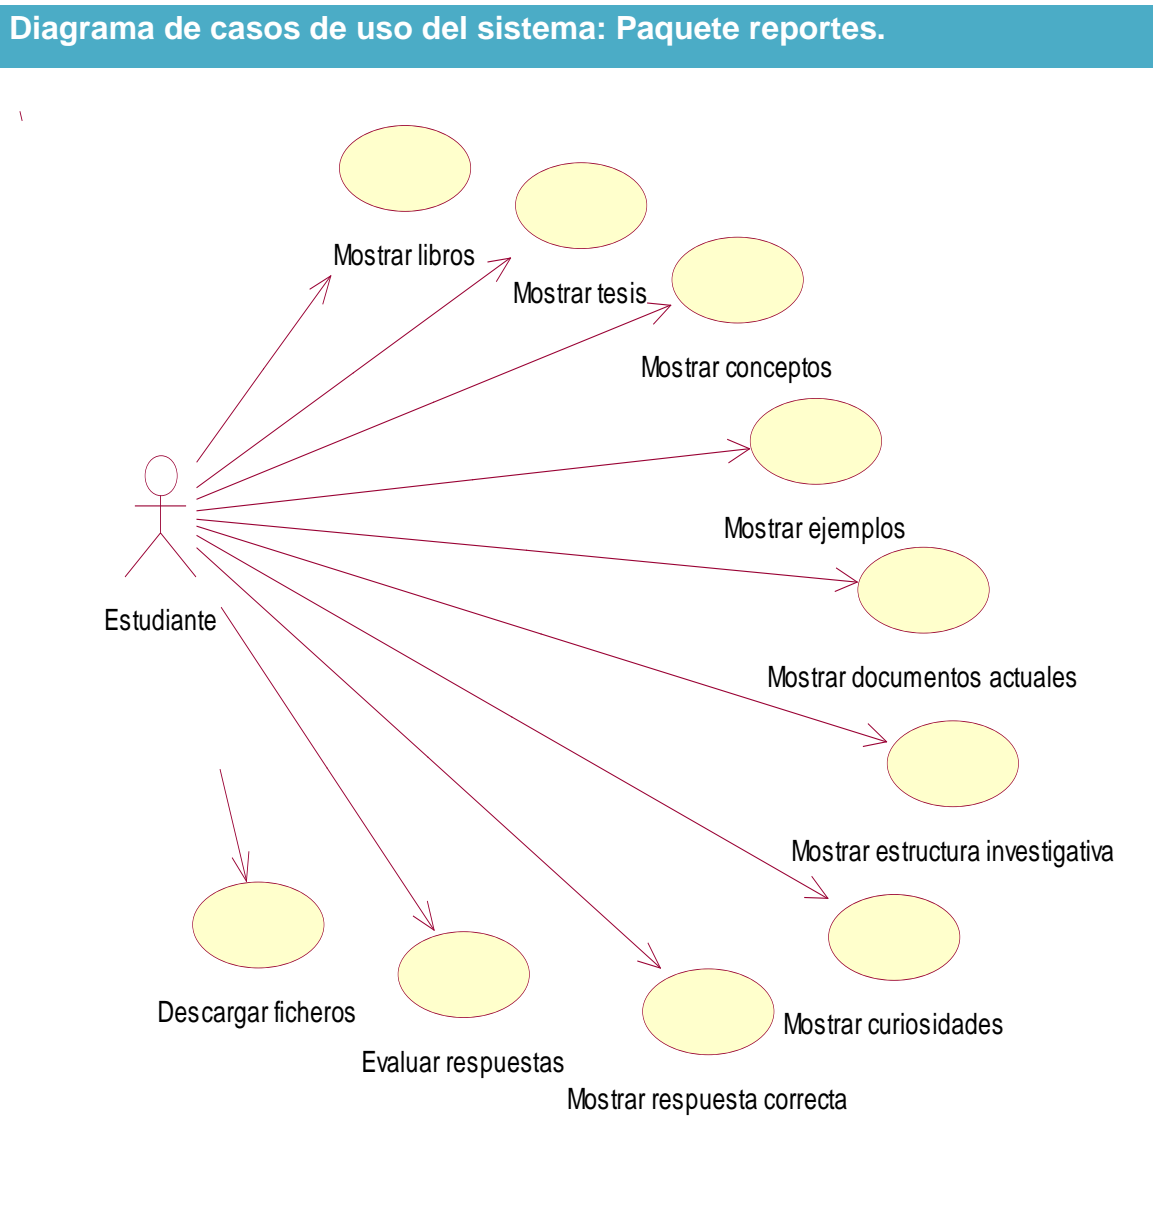 Diagrama de casos de uso del sistema: Paquete reportes.
Mostrar libros
Mostrar tesis
Mostrar conceptos
Mostrar ejemplos
Estudiante
Mostrar documentos actuales
Mostrar estructura investigativa
Descargar ficheros
Mostrar curiosidades
Evaluar respuestas
Mostrar respuesta correcta